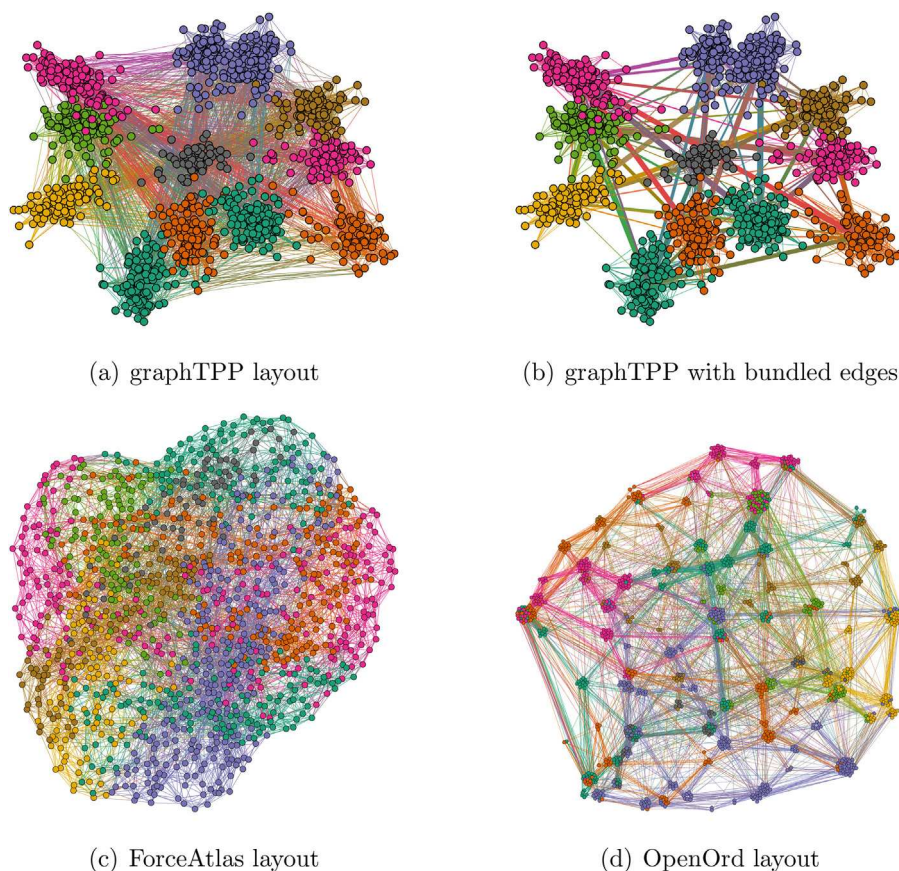 (a) graphTPP layout
(b) graphTPP with bundled edges
(c) ForceAtlas layout
(d) OpenOrd layout